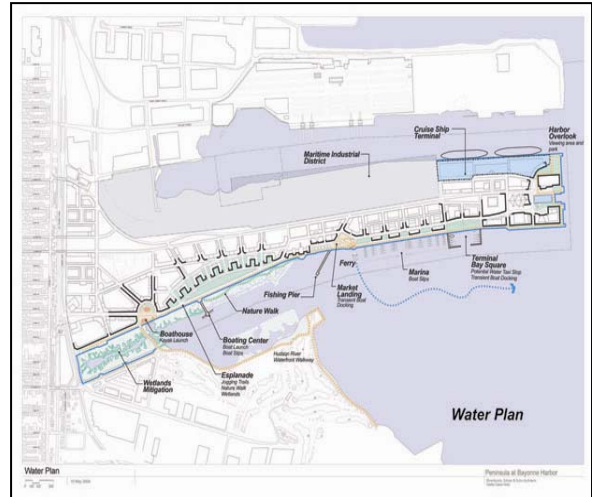 Cruise Ship
Terminal
Harbor
Overlook
Viewing area and
park
Maritime Industrial
District
Ferry
Terminal
Bay Square
Potential Water Taxi Stop
Transient Boat Docking
Marina
Boat Slips
Market
Landing
Transient Boat
Docking
Fishing Pier
Nature Walk
Boathouse
Kayak Launch
Boating Center
Boat Launch
Boat Slips
Hudson River
Waterfront Walkway
Esplanade
Jogging Trails
Nature Walk
Wetlands
Wetlands
Mitigation
Water Plan
Water Plan
Peninsula at Bayonne Harbor